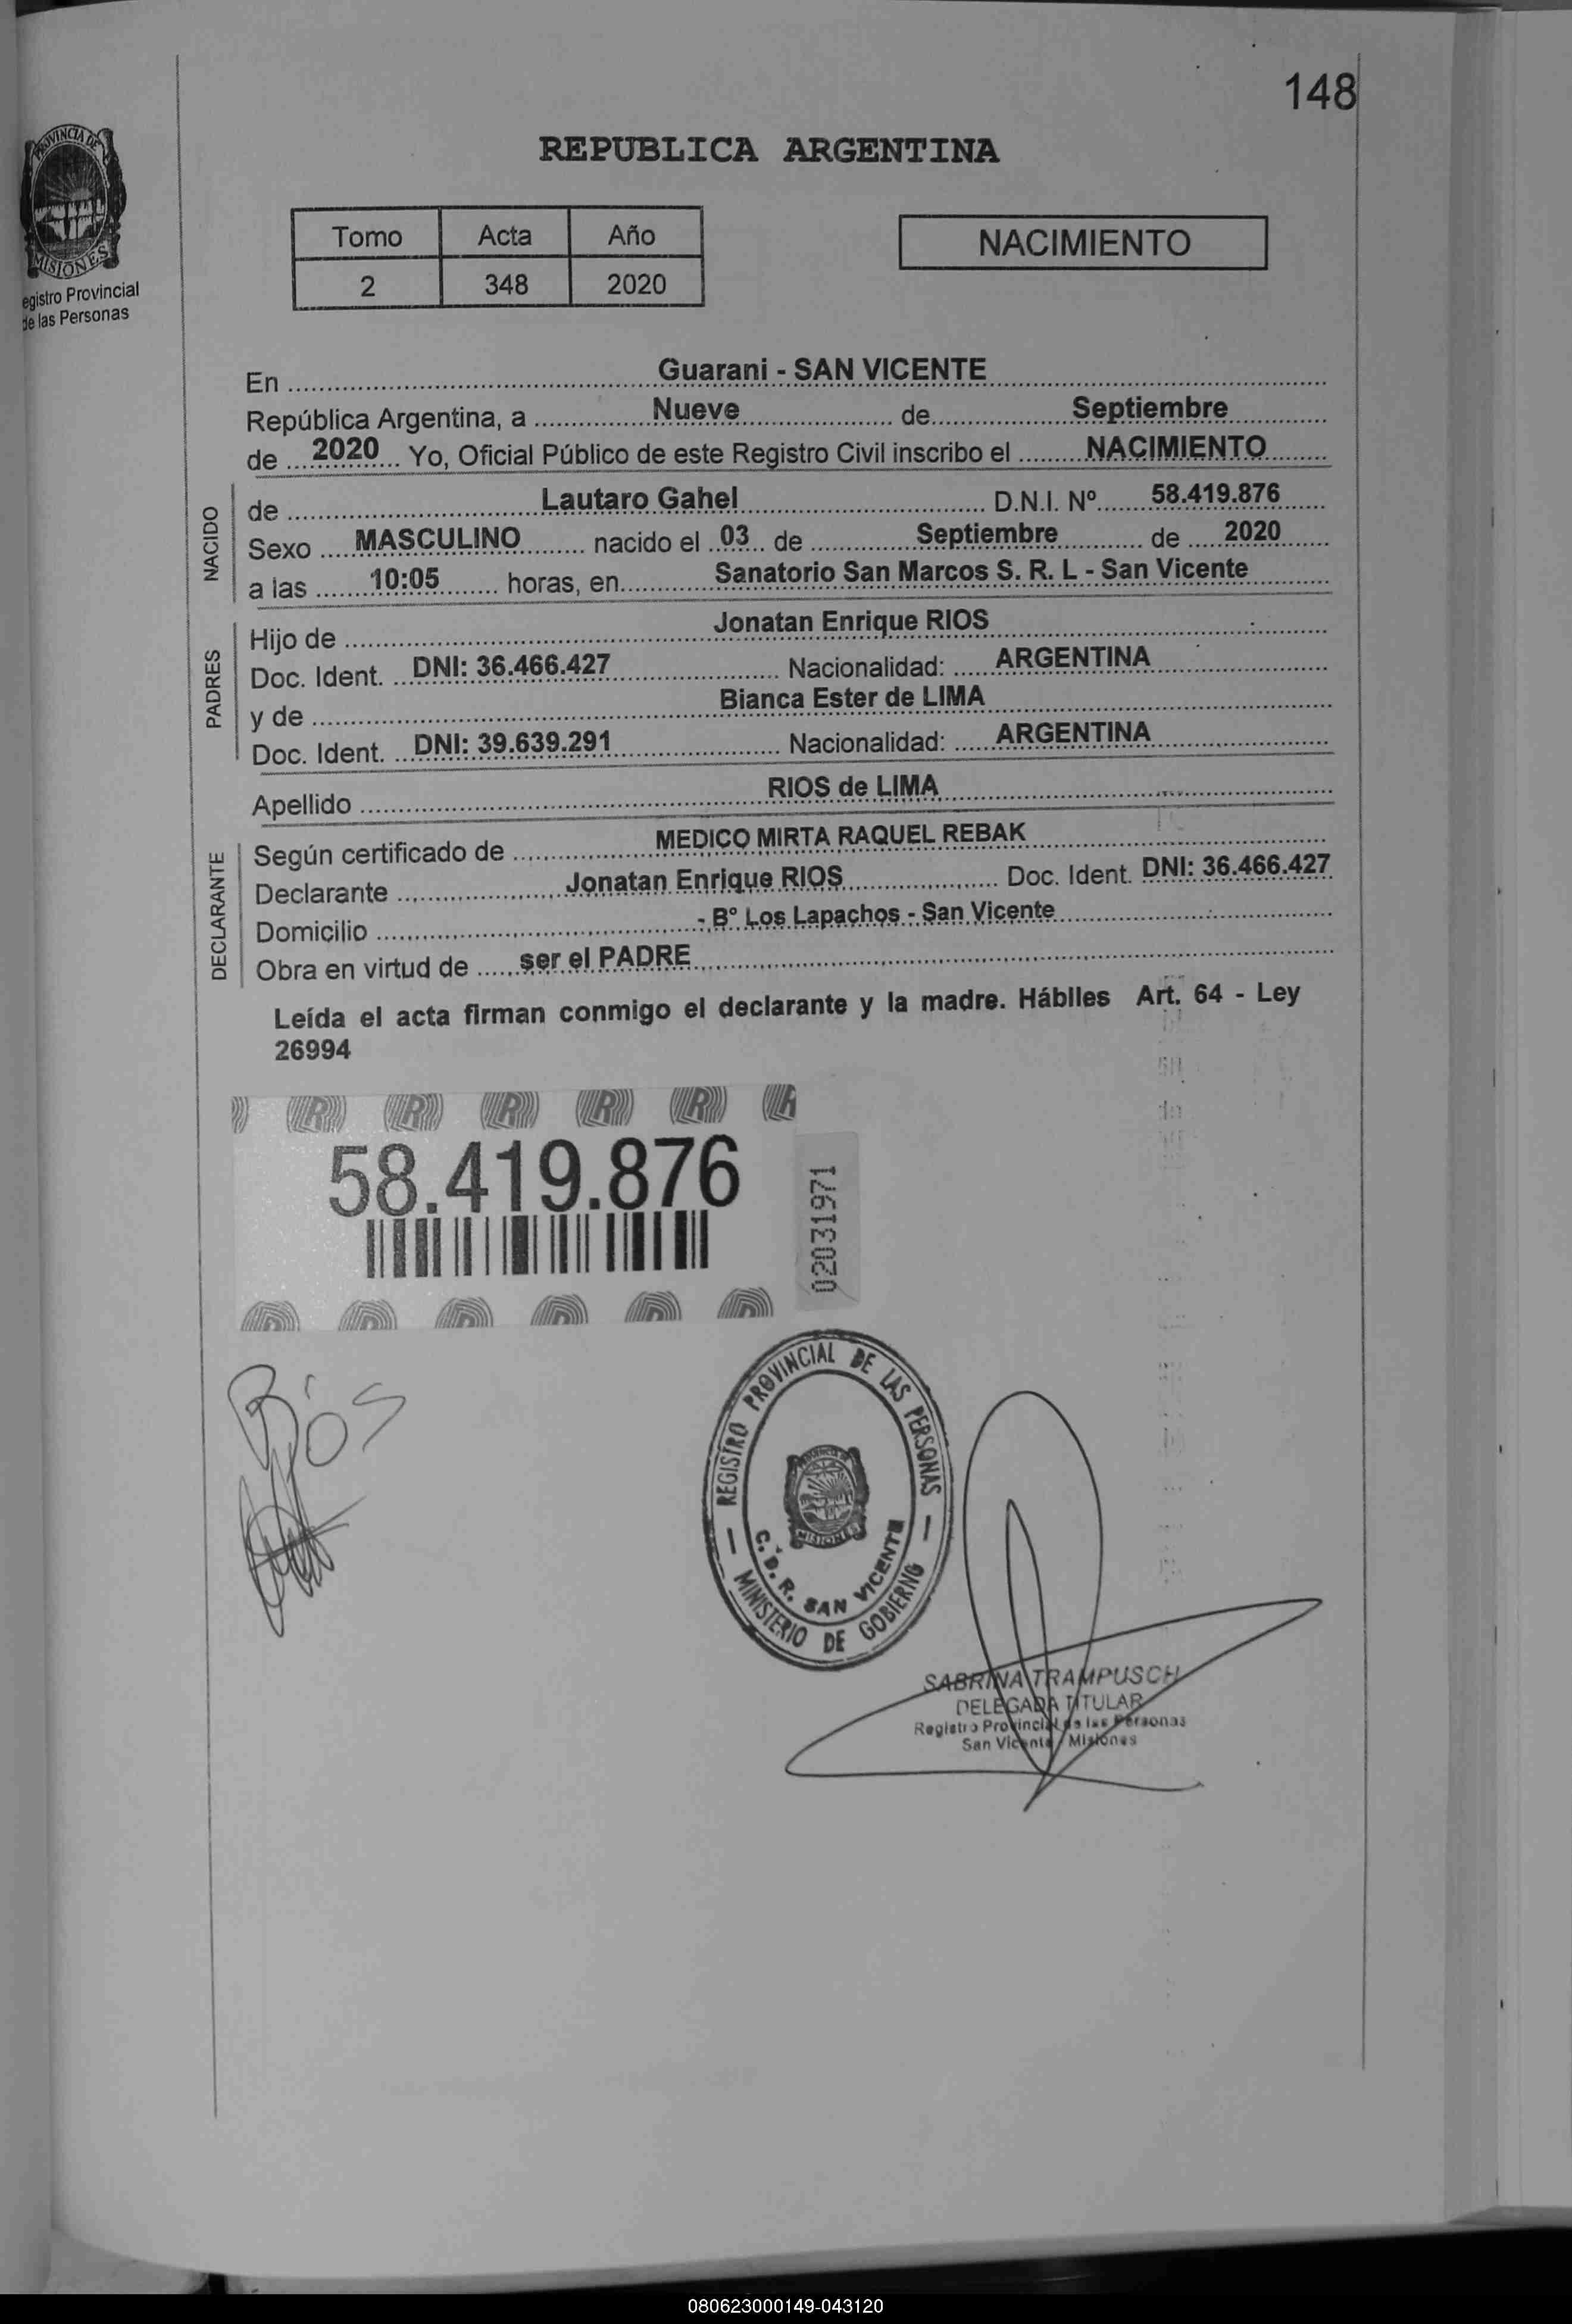 148
PROVINCIA DE
MISIONES
egistro Provincial
de las Personas
REPUBLICA ARGENTINA
Tomo Acta Año
2 348 2020
NACIMIENTO
En Guarani - SAN VICENTE
República Argentina, a Nueve de Septiembre
de 2020 Yo, Oficial Público de este Registro Civil inscribo el NACIMIENTO
NACIDO
de Lautaro Gahel D.N.I. Nº 58.419.876
Sexo MASCULINO nacido el 03 de Septiembre de 2020
a las 10:05 horas, en Sanatorio San Marcos S. R. L - San Vicente
PADRES
Hijo de Jonatan Enrique RIOS
Doc. Ident. DNI: 36.466.427 Nacionalidad: ARGENTINA
y de Bianca Ester de LIMA
Doc. Ident. DNI: 39.639.291 Nacionalidad: ARGENTINA
Apellido RIOS de LIMA
DECLARANTE
Según certificado de MEDICO MIRTA RAQUEL REBAK
Declarante Jonatan Enrique RIOS Doc. Ident. DNI: 36.466.427
Domicilio - Bº Los Lapachos - San Vicente
Obra en virtud de ser el PADRE
Leída el acta firman conmigo el declarante y la madre. Hábiles Art. 64 - Ley
26994
58.419.876
02031971
Rios
REGISTRO PROVINCIAL DE LAS PERSONAS
MISIONES
C. D. R. SAN VICENTE
MINISTERIO DE GOBIERNO
SABRINA TRAMPUSCH
DELEGADA TITULAR
Registro Provincial de las Personas
San Vicente / Misiones
080623000149-043120